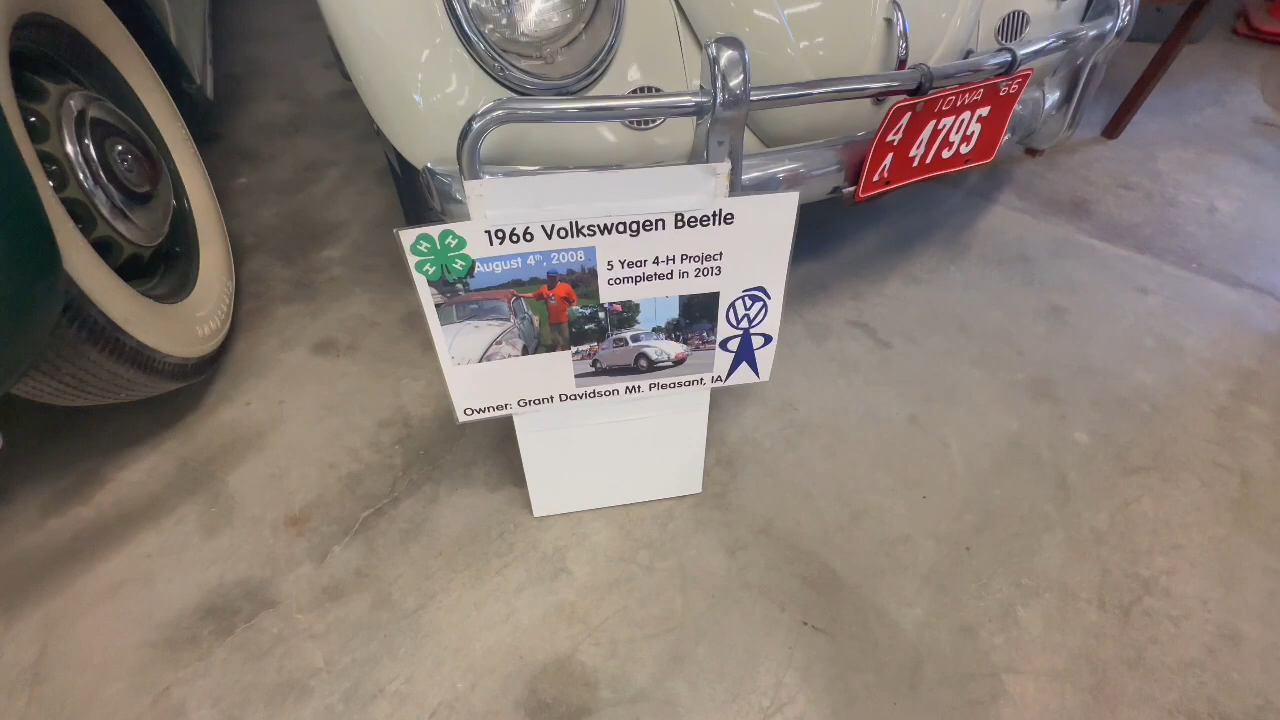 IOWA 66
4 A 4795
1966 Volkswagen Beetle
H H
H H
August 4th, 2008
5 Year 4-H Project
completed in 2013
VW
Owner: Grant Davidson Mt. Pleasant, IA